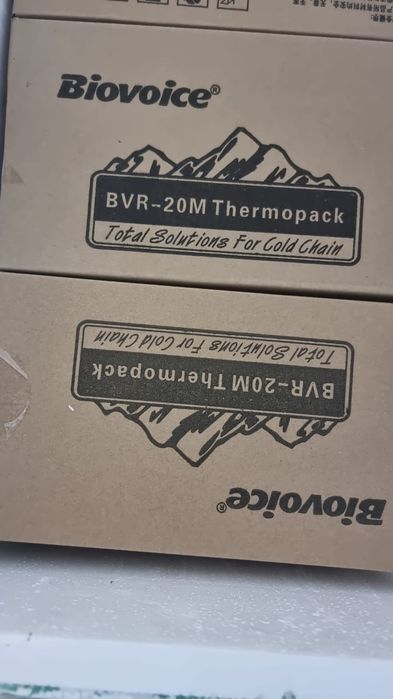 Biovoice®
BVR-20M Thermopack
Total Solutions For Cold Chain
Total Solutions For Cold Chain
BVR-20M Thermopack
Biovoice®